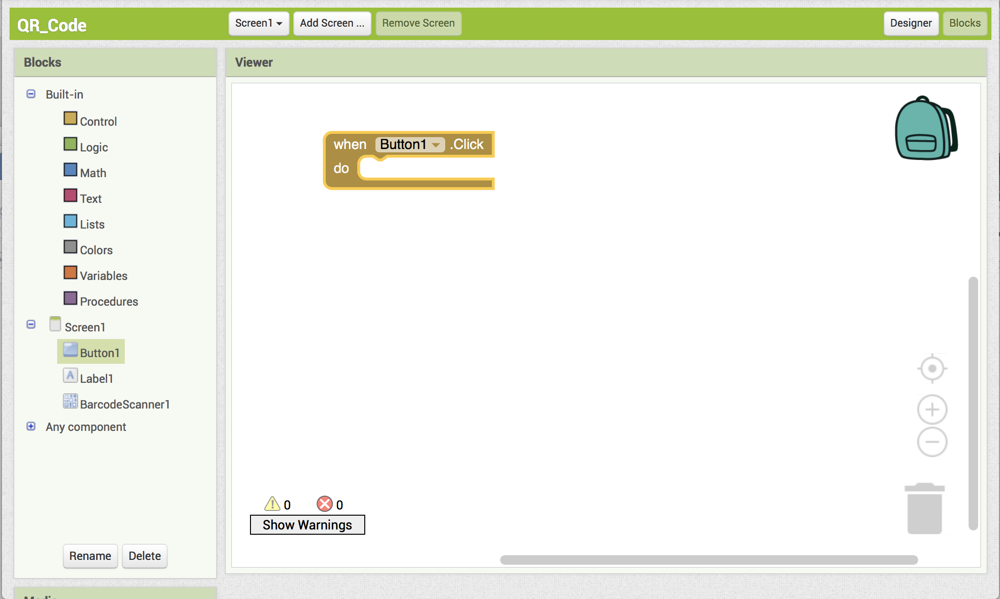 QR_Code
Screen1 Add Screen ... Remove Screen Designer Blocks
Blocks
Viewer
Built-in
Control
Logic
Math
Text
Lists
Colors
Variables
Procedures
Screen1
Button1
A Label1
BarcodeScanner1
Any component
Rename Delete
when Button1 .Click
do
0 0
Show Warnings